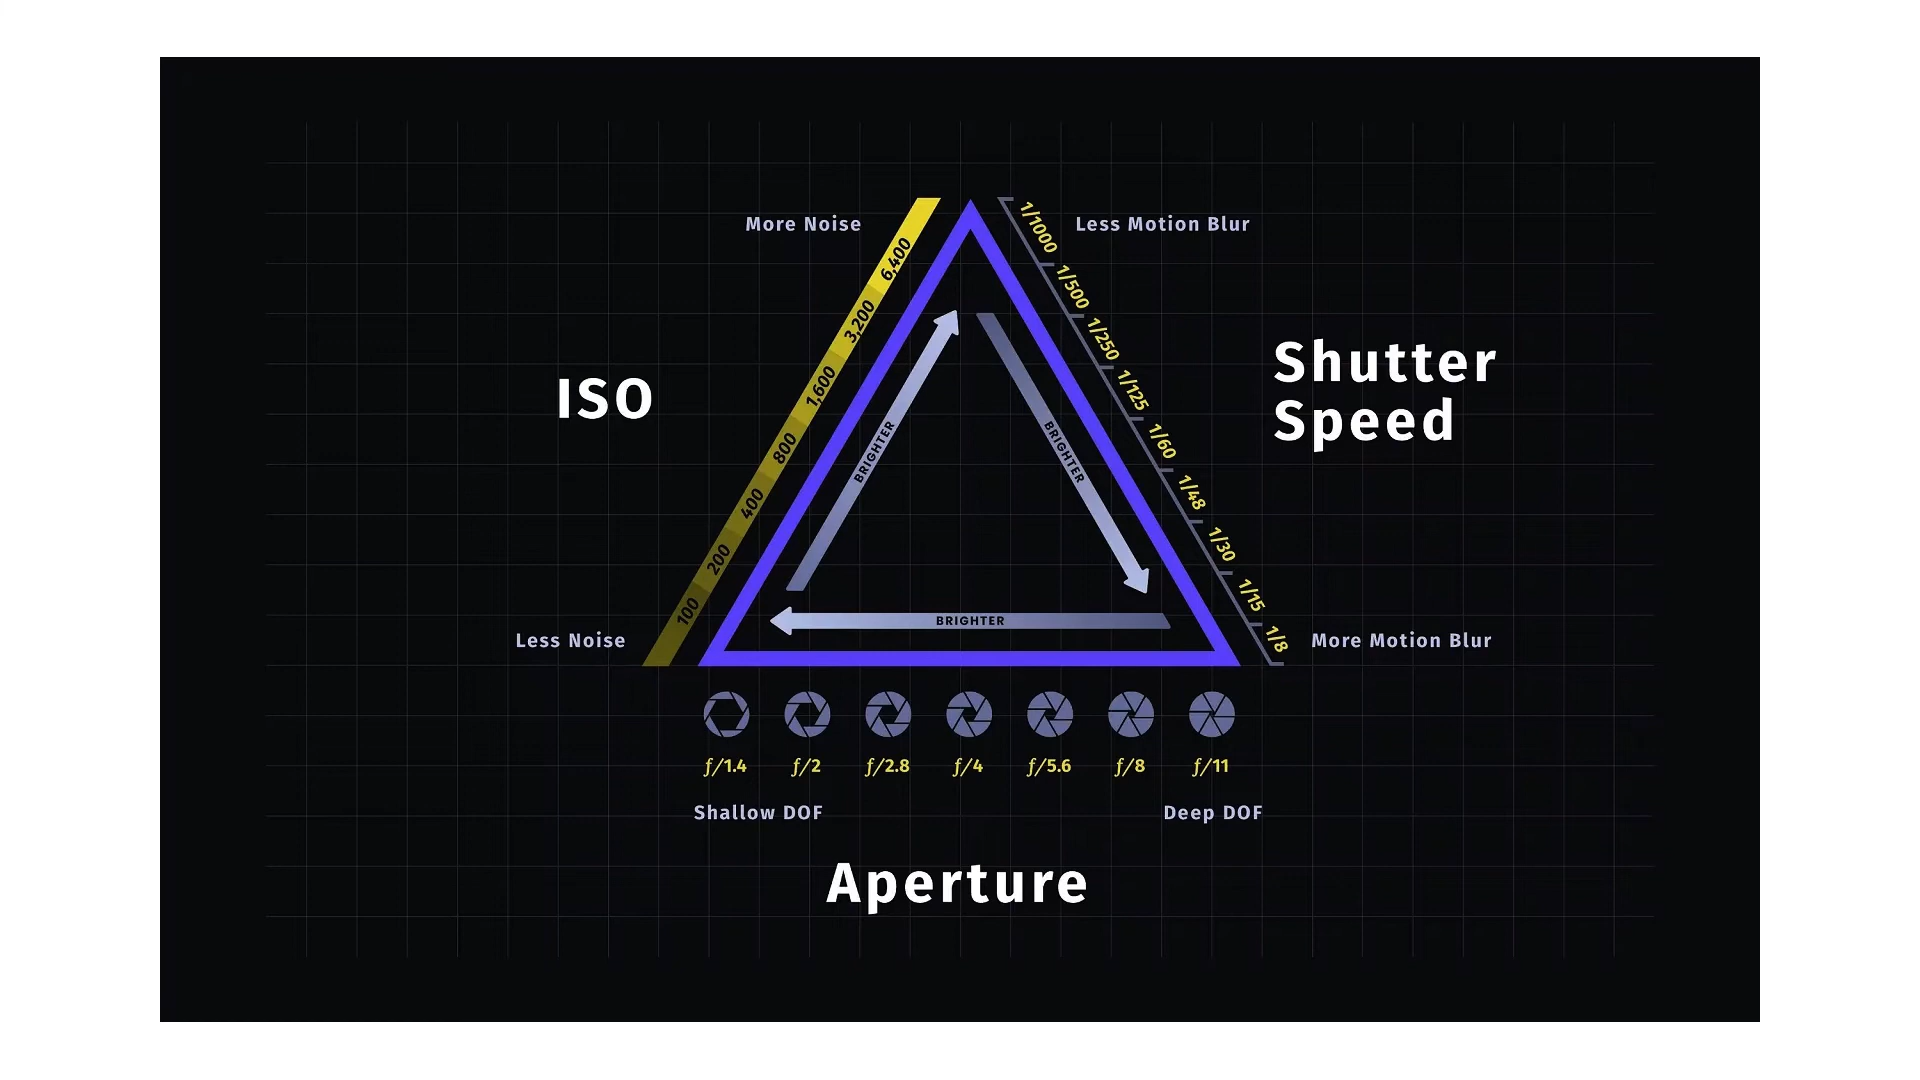 More Noise
Less Motion Blur
6,400
3,200
1,600
800
400
200
100
1/1000
1/500
1/250
1/125
1/60
1/48
1/30
1/15
1/8
ISO
Shutter
Speed
BRIGHTER
BRIGHTER
BRIGHTER
Less Noise
More Motion Blur
ƒ/1.4 ƒ/2 ƒ/2.8 ƒ/4 ƒ/5.6 ƒ/8 ƒ/11
Shallow DOF
Deep DOF
Aperture